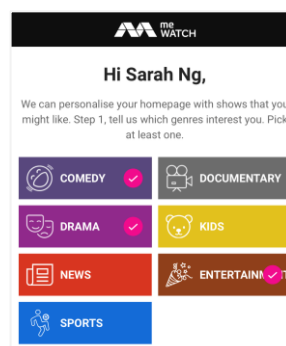 me
WATCH
Hi Sarah Ng,
We can personalise your homepage with shows that you
might like. Step 1, tell us which genres interest you. Pick
at least one.
COMEDY
DOCUMENTARY
DRAMA
KIDS
NEWS
SPORTS